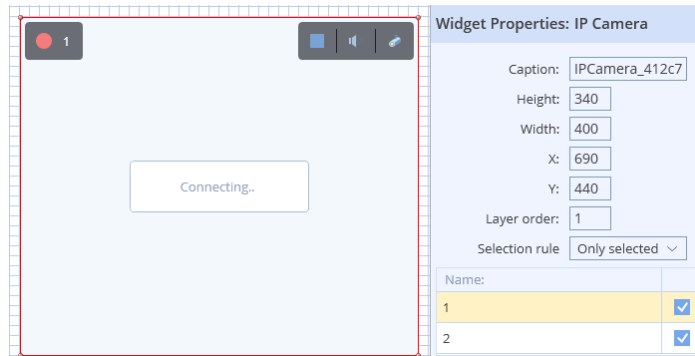 1
Connecting..
Widget Properties: IP Camera
Caption: IPCamera_412c7
Height: 340
Width: 400
X: 690
Y: 440
Layer order: 1
Selection rule Only selected
Name:
1
2